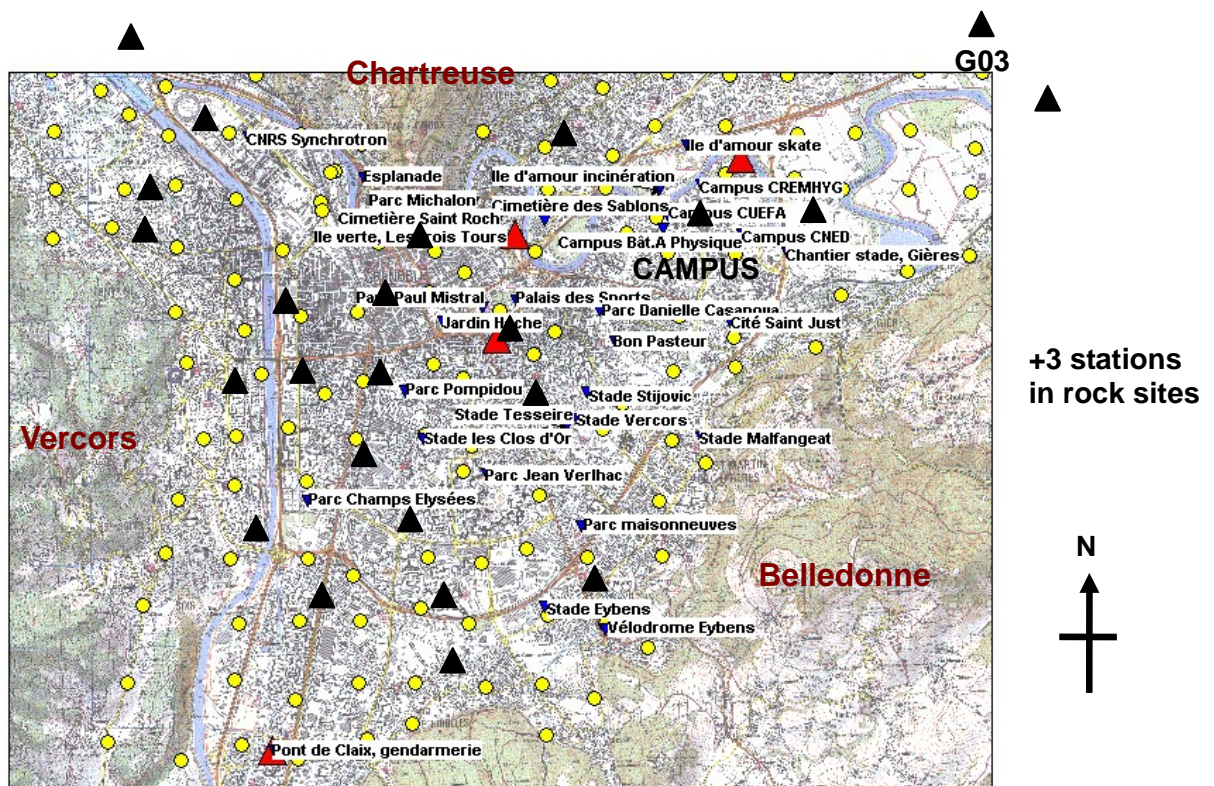 Chartreuse
G03
CNRS Synchrotron
Ile d'amour skate
Esplanade
Ile d'amour incinération
Campus CREMHYG
Parc Michalon
Cimetière des Sablons
Cimetière Saint Roch
Campus CUEFA
Ile verte, Les Trois Tours
Campus Bât.A Physique
Campus CNED
Chantier stade, Gières
CAMPUS
Parc Paul Mistral
Palais des Sports
Parc Danielle Casanova
Jardin Hoche
Cité Saint Just
Bon Pasteur
+3 stations
in rock sites
Parc Pompidou
Stade Stijovic
Stade Tesseire
Stade Vercors
Vercors
Stade les Clos d'Or
Stade Malfangeat
Parc Jean Verlhac
Parc Champs Elysées
Parc maisonneuves
N
Belledonne
Stade Eybens
Vélodrome Eybens
Pont de Claix, gendarmerie